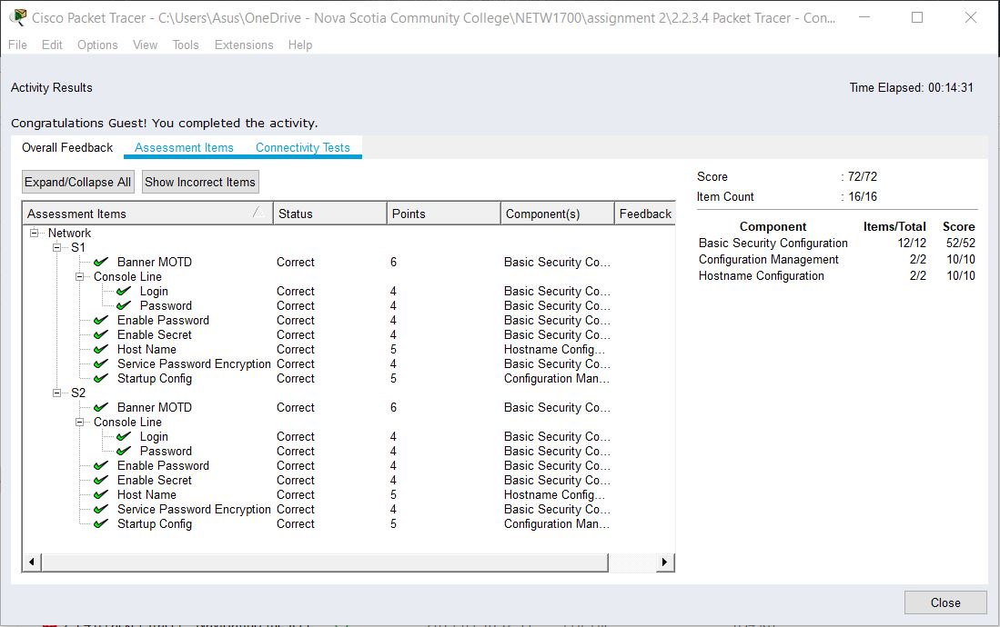 Cisco Packet Tracer - C:\Users\Asus\OneDrive - Nova Scotia Community College\NETW1700\assignment 2\2.2.3.4 Packet Tracer - Con...
File Edit Options View Tools Extensions Help
Activity Results Time Elapsed: 00:14:31
Congratulations Guest! You completed the activity.
Overall Feedback Assessment Items Connectivity Tests
Expand/Collapse All Show Incorrect Items
Assessment Items Status Points Component(s) Feedback
Network
S1
Banner MOTD Correct 6 Basic Security Co...
Console Line
Login Correct 4 Basic Security Co...
Password Correct 4 Basic Security Co...
Enable Password Correct 4 Basic Security Co...
Enable Secret Correct 4 Basic Security Co...
Host Name Correct 5 Hostname Config...
Service Password Encryption Correct 4 Basic Security Co...
Startup Config Correct 5 Configuration Man...
S2
Banner MOTD Correct 6 Basic Security Co...
Console Line
Login Correct 4 Basic Security Co...
Password Correct 4 Basic Security Co...
Enable Password Correct 4 Basic Security Co...
Enable Secret Correct 4 Basic Security Co...
Host Name Correct 5 Hostname Config...
Service Password Encryption Correct 4 Basic Security Co...
Startup Config Correct 5 Configuration Man...
Score : 72/72
Item Count : 16/16
Component Items/Total Score
Basic Security Configuration 12/12 52/52
Configuration Management 2/2 10/10
Hostname Configuration 2/2 10/10
Close